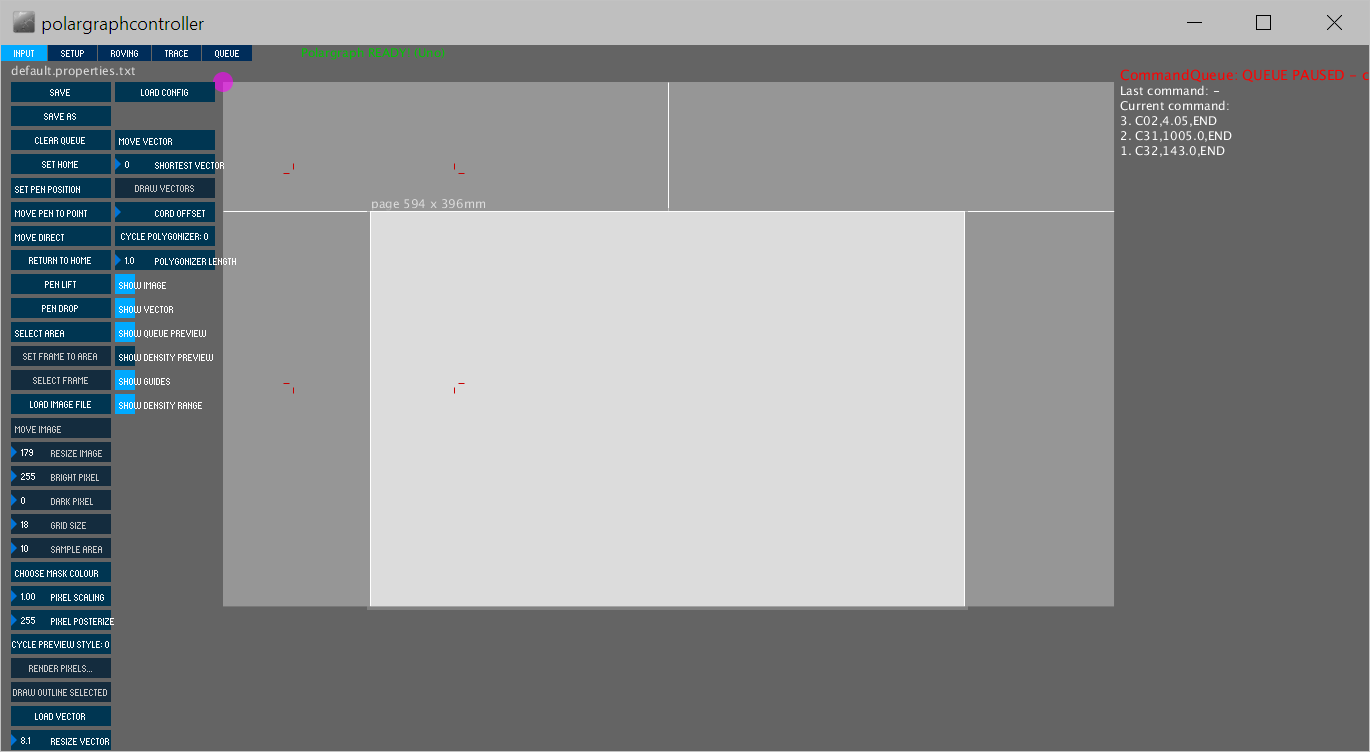 polargraphcontroller
INPUT SETUP ROVING TRACE QUEUE
Polargraph READY! (Uno)
default.properties.txt
CommandQueue: QUEUE PAUSED - c
Last command: -
Current command:
3. C02,4.05,END
2. C31,1005.0,END
1. C32,143.0,END
SAVE LOAD CONFIG
SAVE AS
CLEAR QUEUE MOVE VECTOR
SET HOME 0 SHORTEST VECTOR
SET PEN POSITION DRAW VECTORS
MOVE PEN TO POINT CORD OFFSET
MOVE DIRECT CYCLE POLYGONIZER: 0
RETURN TO HOME 1.0 POLYGONIZER LENGTH
PEN LIFT SHOW IMAGE
PEN DROP SHOW VECTOR
SELECT AREA SHOW QUEUE PREVIEW
SET FRAME TO AREA SHOW DENSITY PREVIEW
SELECT FRAME SHOW GUIDES
LOAD IMAGE FILE SHOW DENSITY RANGE
MOVE IMAGE
179 RESIZE IMAGE
255 BRIGHT PIXEL
0 DARK PIXEL
18 GRID SIZE
10 SAMPLE AREA
CHOOSE MASK COLOUR
1.00 PIXEL SCALING
255 PIXEL POSTERIZE
CYCLE PREVIEW STYLE: 0
RENDER PIXELS...
DRAW OUTLINE SELECTED
LOAD VECTOR
8.1 RESIZE VECTOR
page 594 x 396mm